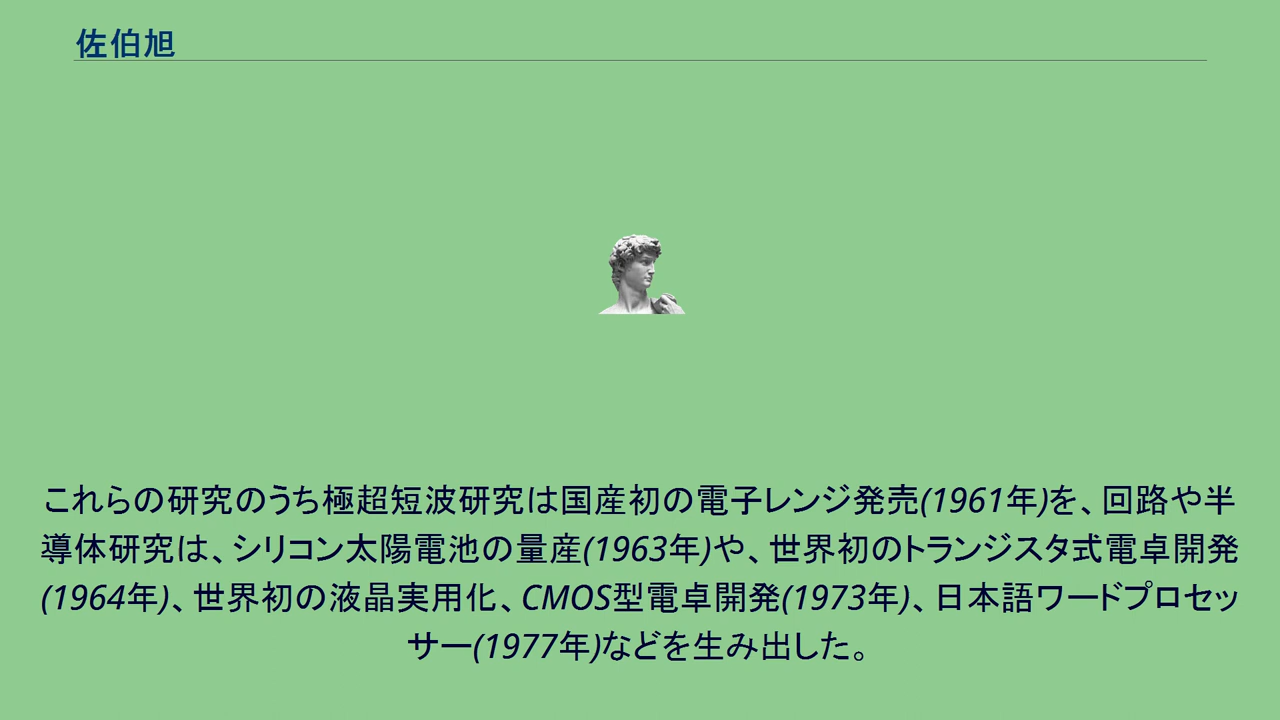 佐伯旭
これらの研究のうち極超短波研究は国産初の電子レンジ発売(1961年)を、回路や半
導体研究は、シリコン太陽電池の量産(1963年)や、世界初のトランジスタ式電卓開発
(1964年)、世界初の液晶実用化、CMOS型電卓開発(1973年)、日本語ワードプロセッ
サー(1977年)などを生み出した。